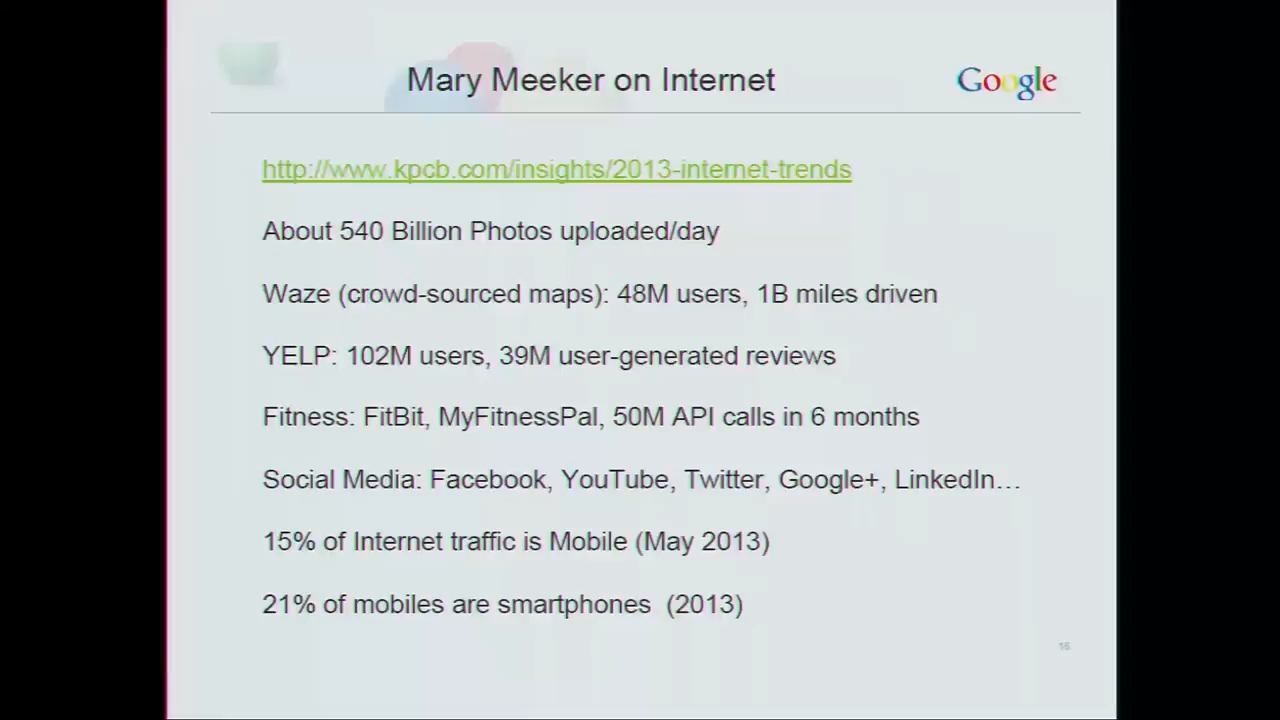 Mary Meeker on Internet
Google
http://www.kpcb.com/insights/2013-internet-trends
About 540 Billion Photos uploaded/day
Waze (crowd-sourced maps): 48M users, 1B miles driven
YELP: 102M users, 39M user-generated reviews
Fitness: FitBit, MyFitnessPal, 50M API calls in 6 months
Social Media: Facebook, YouTube, Twitter, Google+, LinkedIn…
15% of Internet traffic is Mobile (May 2013)
21% of mobiles are smartphones (2013)
16